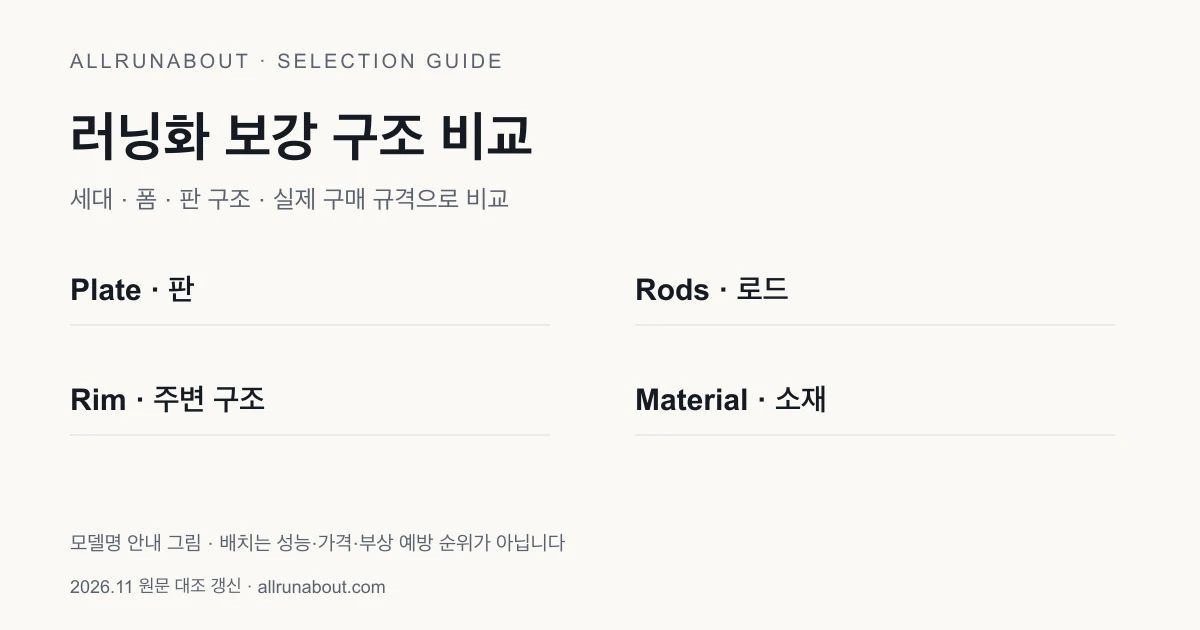 ALLRUNABOUT · SELECTION GUIDE
러닝화 보강 구조 비교
세대 · 폼 · 판 구조 · 실제 구매 규격으로 비교
Plate · 판
Rods · 로드
Rim · 주변 구조
Material · 소재
모델명 안내 그림 · 배치는 성능·가격·부상 예방 순위가 아닙니다
2026.11 원문 대조 갱신 · allrunabout.com